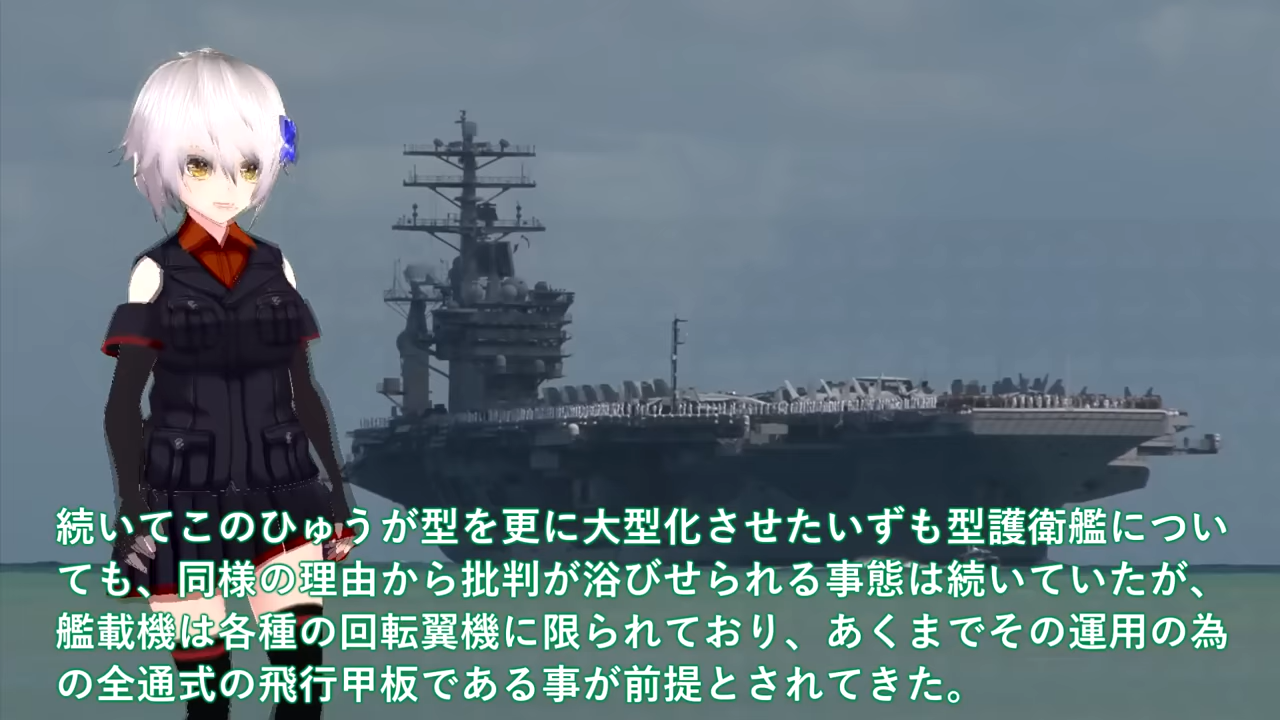 続いてこのひゅうが型を更に大型化させたいずも型護衛艦につい
ても、同様の理由から批判が浴びせられる事態は続いていたが、
艦載機は各種の回転翼機に限られており、あくまでその運用の為
の全通式の飛行甲板である事が前提とされてきた。